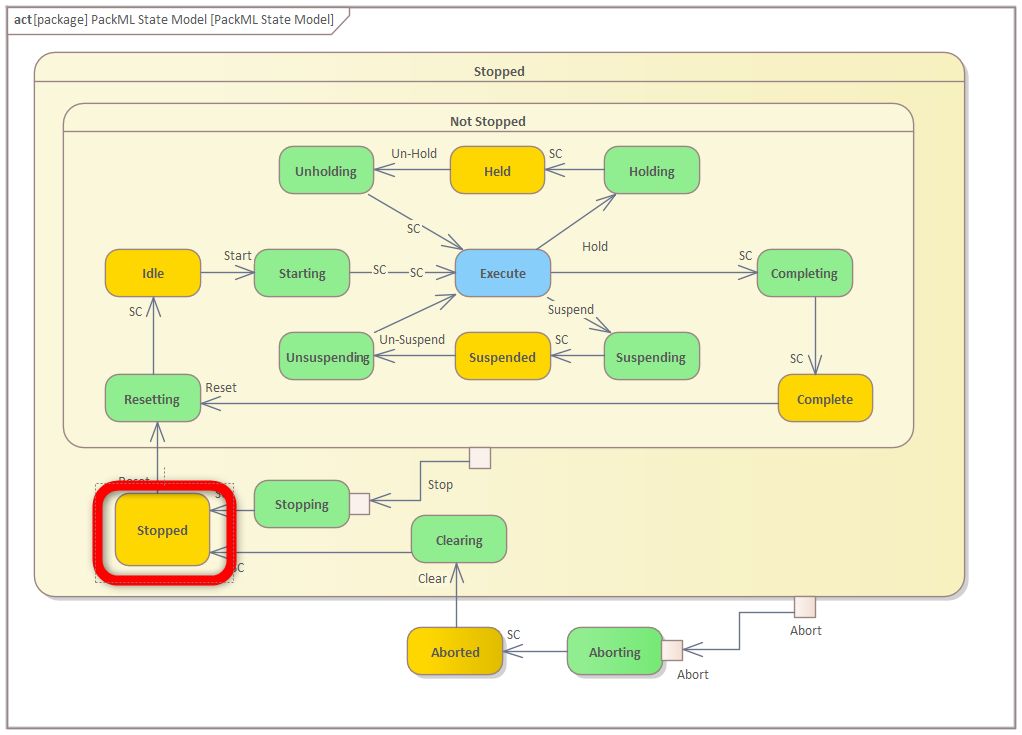 act [package] PackML State Model [PackML State Model]
Stopped
Not Stopped
Unholding
Un-Hold
Held
SC
Holding
SC
Hold
Idle
Start
Starting
SC
SC
Execute
SC
Completing
SC
Suspend
Unsuspending
Un-Suspend
Suspended
SC
Suspending
SC
Resetting
Reset
Complete
Reset
Stop
Stopping
Stopped
Clearing
Clear
Abort
Aborted
SC
Aborting
Abort